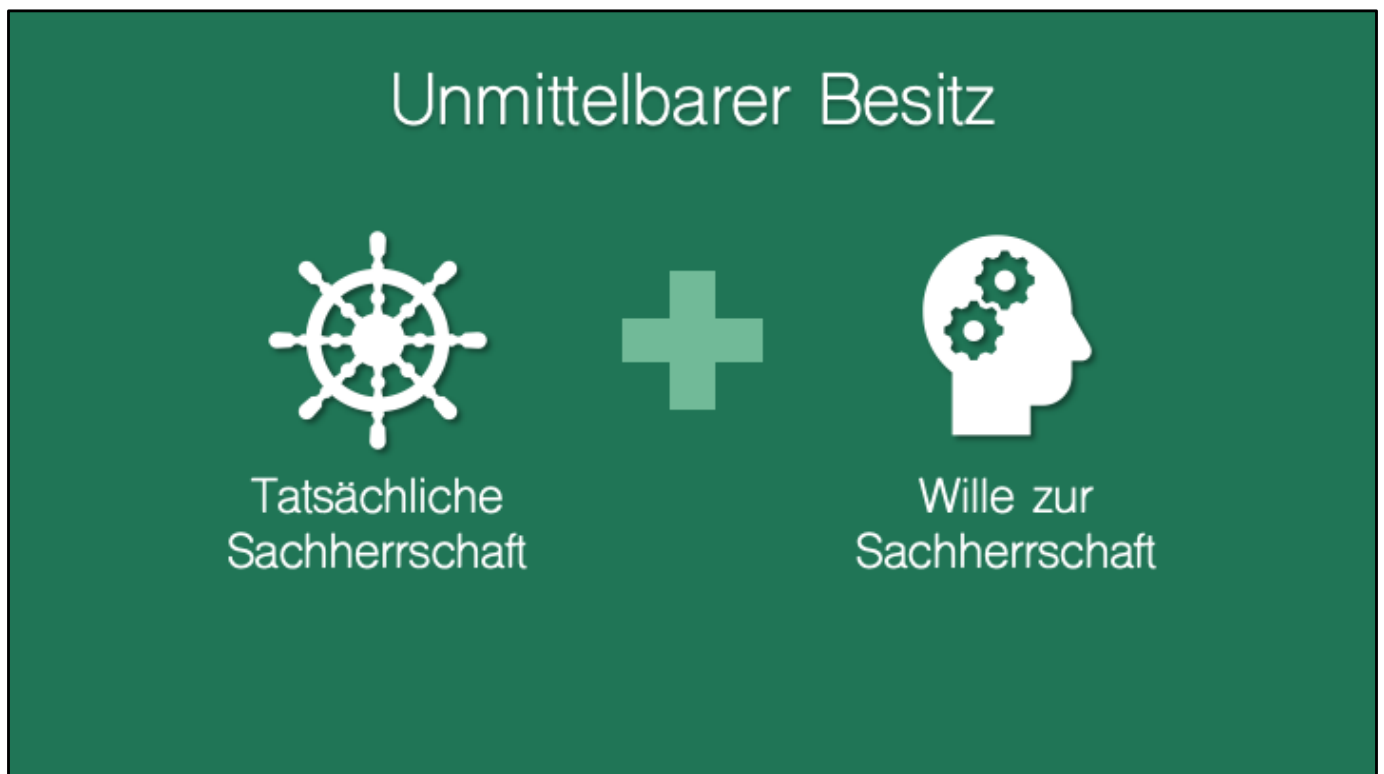 Unmittelbarer Besitz
Tatsächliche
Sachherrschaft
Wille zur
Sachherrschaft